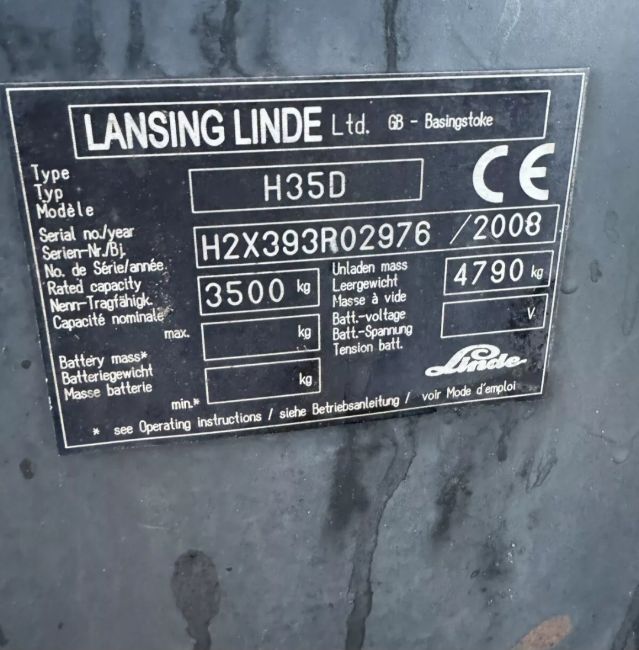 LANSING LINDE Ltd. GB - Basingstoke
Type
Typ
Modèle
H35D
CE
Serial no./year
Serien-Nr./Bj.
No. de Série/année
H2X393R02976 /2008
Rated capacity
Nenn-Tragfähigk.
Capacité nominale
3500 kg
Unladen mass
Leergewicht
Masse à vide
4790 kg
max. kg
Batt.-voltage
Batt.-Spannung
Tension batt.
V
Battery mass*
Batteriegewicht
Masse batterie
min.* kg
Linde
* see Operating instructions / siehe Betriebsanleitung / voir Mode d'emploi